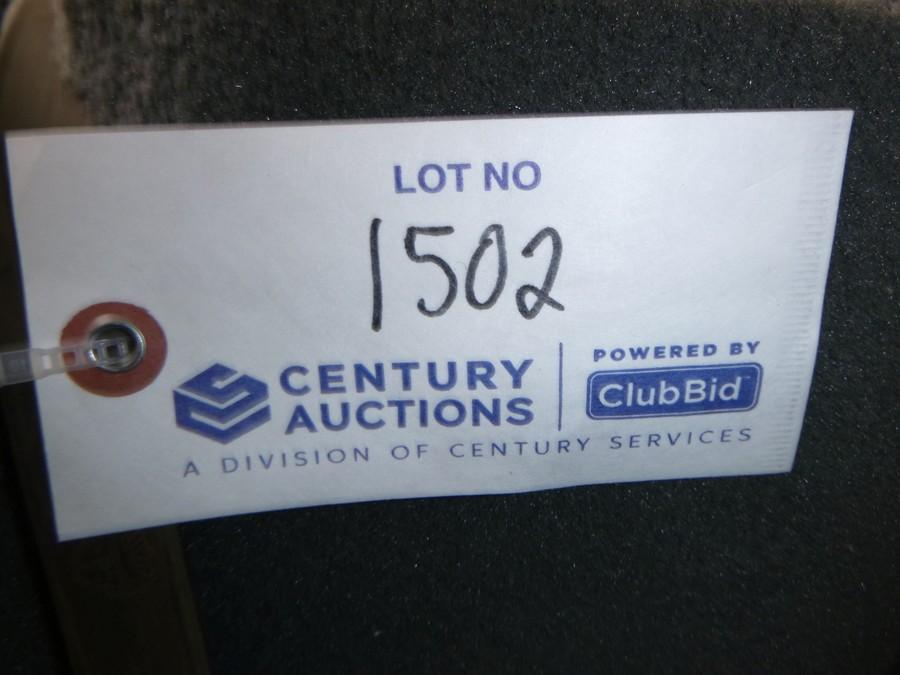 LOT NO
1502
CENTURY
AUCTIONS
POWERED BY
ClubBid
A DIVISION OF CENTURY SERVICES